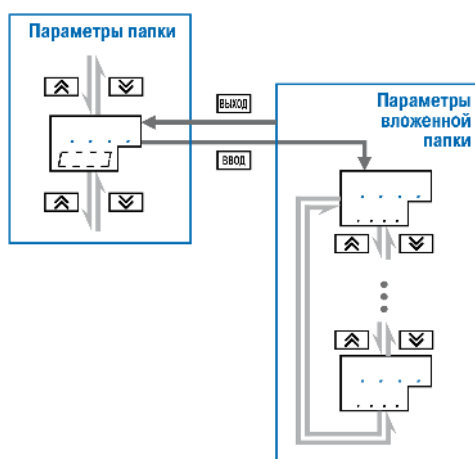 Параметры папки
ВЫХОД
ВВОД
Параметры
вложенной
папки